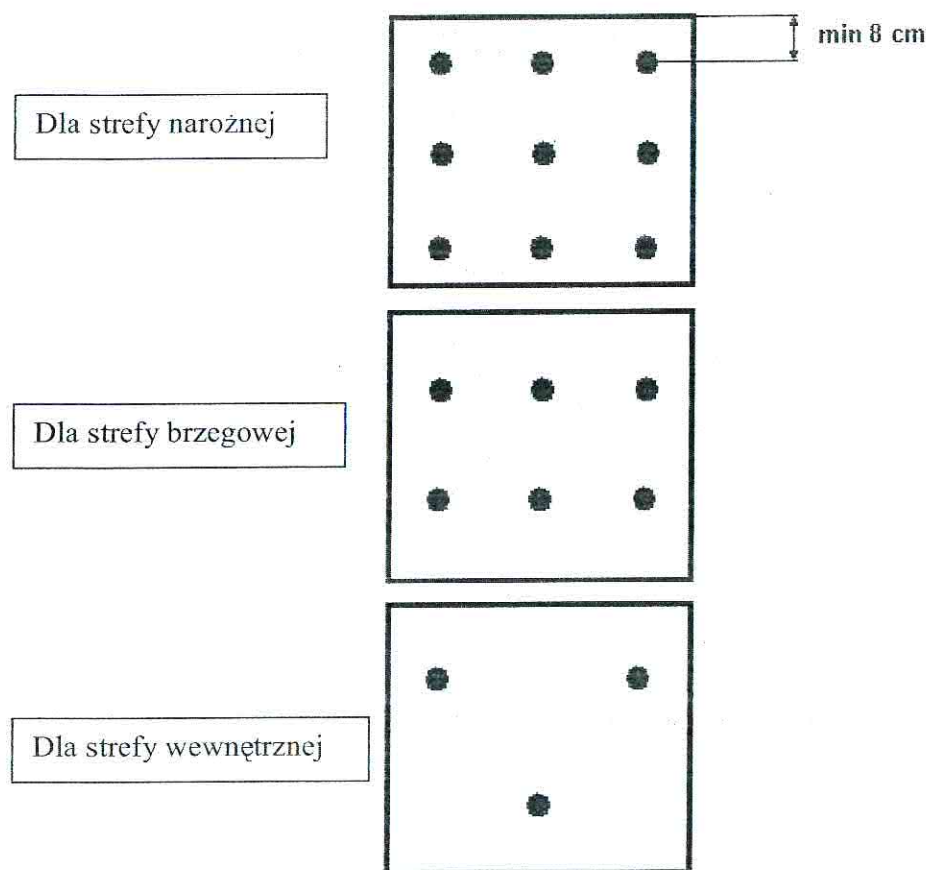 min 8 cm
Dla strefy narożnej
Dla strefy brzegowej
Dla strefy wewnętrznej